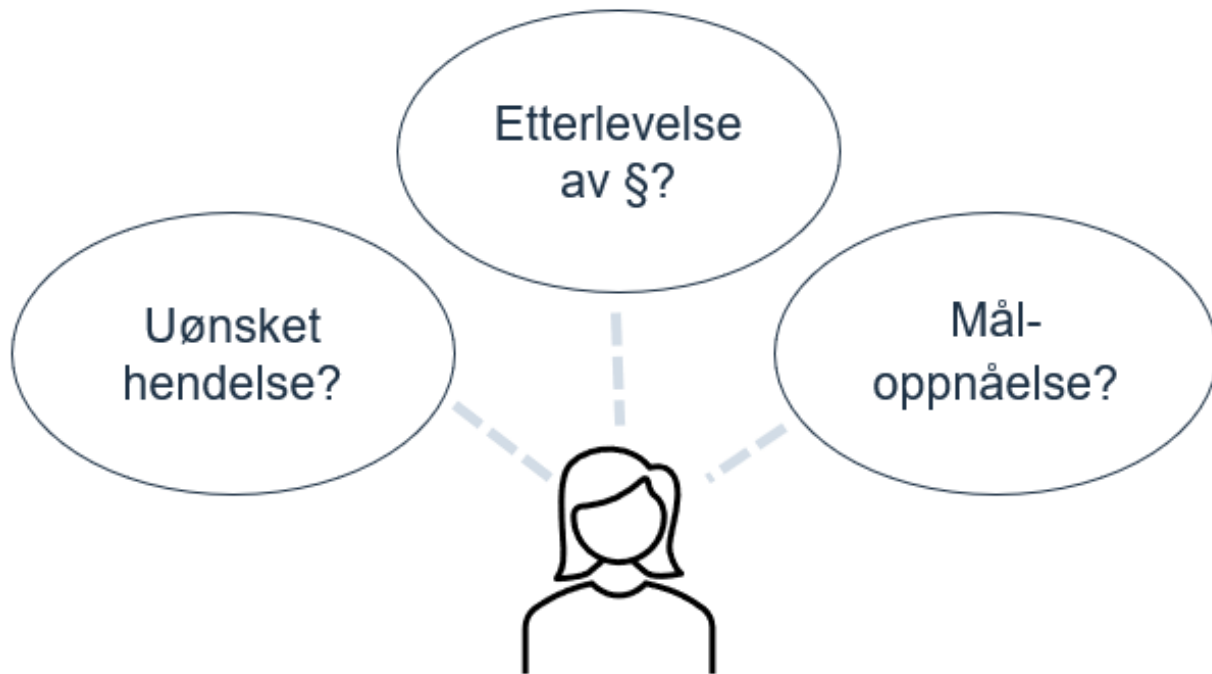 Etterlevelse
av §?
Uønsket
hendelse?
Mål-
oppnåelse?